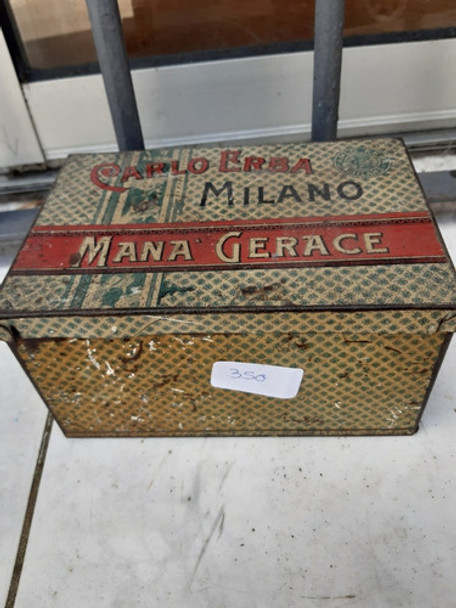 CARLO ERBA
MILANO
MANA GERACE
350